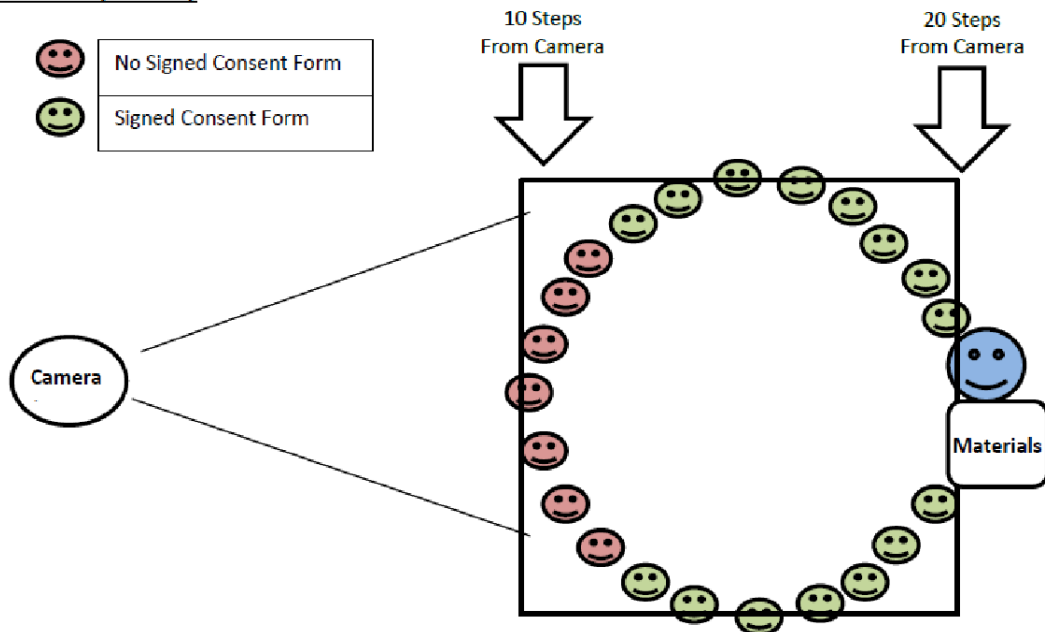 10 Steps
From Camera
20 Steps
From Camera
No Signed Consent Form
Signed Consent Form
Camera
Materials